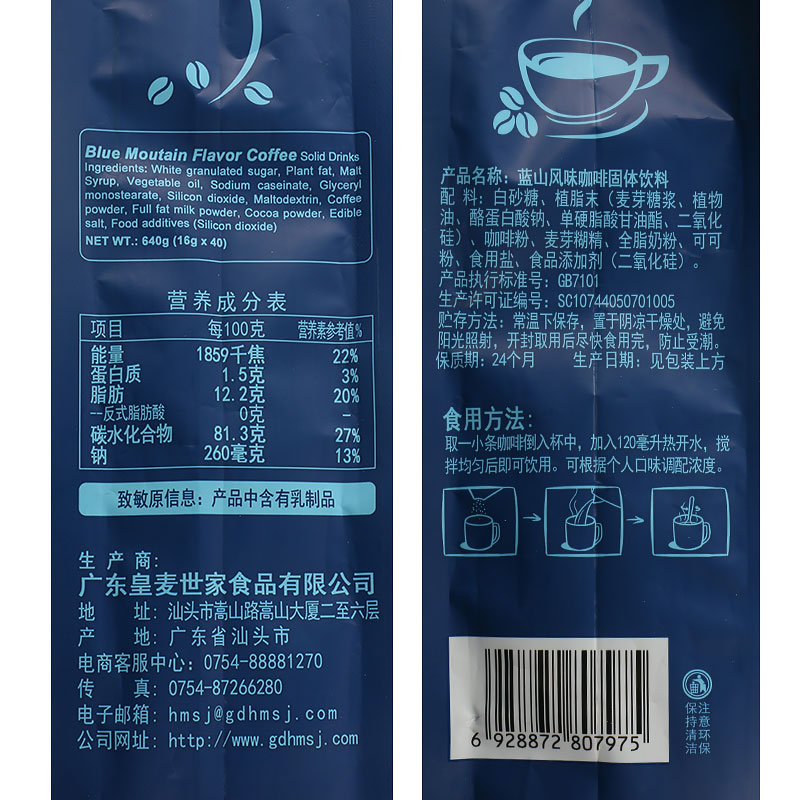 Blue Moutain Flavor Coffee Solid Drinks
Ingredients: White granulated sugar, Plant fat, Malt
Syrup, Vegetable oil, Sodium caseinate, Glyceryl
monostearate, Silicon dioxide, Maltodextrin, Coffee
powder, Full fat milk powder, Cocoa powder, Edible
salt, Food additives (Silicon dioxide)
NET WT.: 640g (16g x 40)
营养成分表
项目 每100克 营养素参考值%
能量 1859千焦 22%
蛋白质 1.5克 3%
脂肪 12.2克 20%
--反式脂肪酸 0克 –
碳水化合物 81.3克 27%
钠 260毫克 13%
致敏原信息：产品中含有乳制品
生产商：
广东皇麦世家食品有限公司
地 址：汕头市嵩山路嵩山大厦二至六层
产 地：广东省汕头市
电商客服中心：0754-88881270
传 真：0754-87266280
电子邮箱：hmsj@gdhmsj.com
公司网址：http://www.gdhmsj.com
产品名称：蓝山风味咖啡固体饮料
配 料：白砂糖、植脂末（麦芽糖浆、植物
油、酪蛋白酸钠、单硬脂酸甘油酯、二氧化
硅）、咖啡粉、麦芽糊精、全脂奶粉、可可
粉、食用盐、食品添加剂（二氧化硅）。
产品执行标准号：GB7101
生产许可证编号：SC10744050701005
贮存方法：常温下保存，置于阴凉干燥处，避免
阳光照射，开封取用后尽快食用完，防止受潮。
保质期：24个月 生产日期：见包装上方
食用方法：
取一小条咖啡倒入杯中，加入120毫升热开水，搅
拌均匀后即可饮用。可根据个人口味调配浓度。
6 928872 807975
保持清洁
注意环保